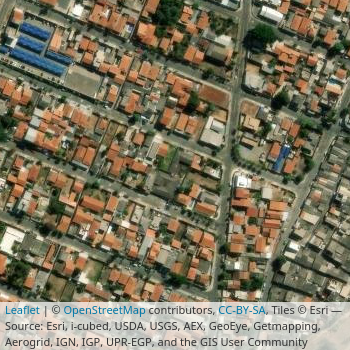 Leaflet | © OpenStreetMap contributors, CC-BY-SA, Tiles © Esri —
Source: Esri, i-cubed, USDA, USGS, AEX, GeoEye, Getmapping,
Aerogrid, IGN, IGP, UPR-EGP, and the GIS User Community